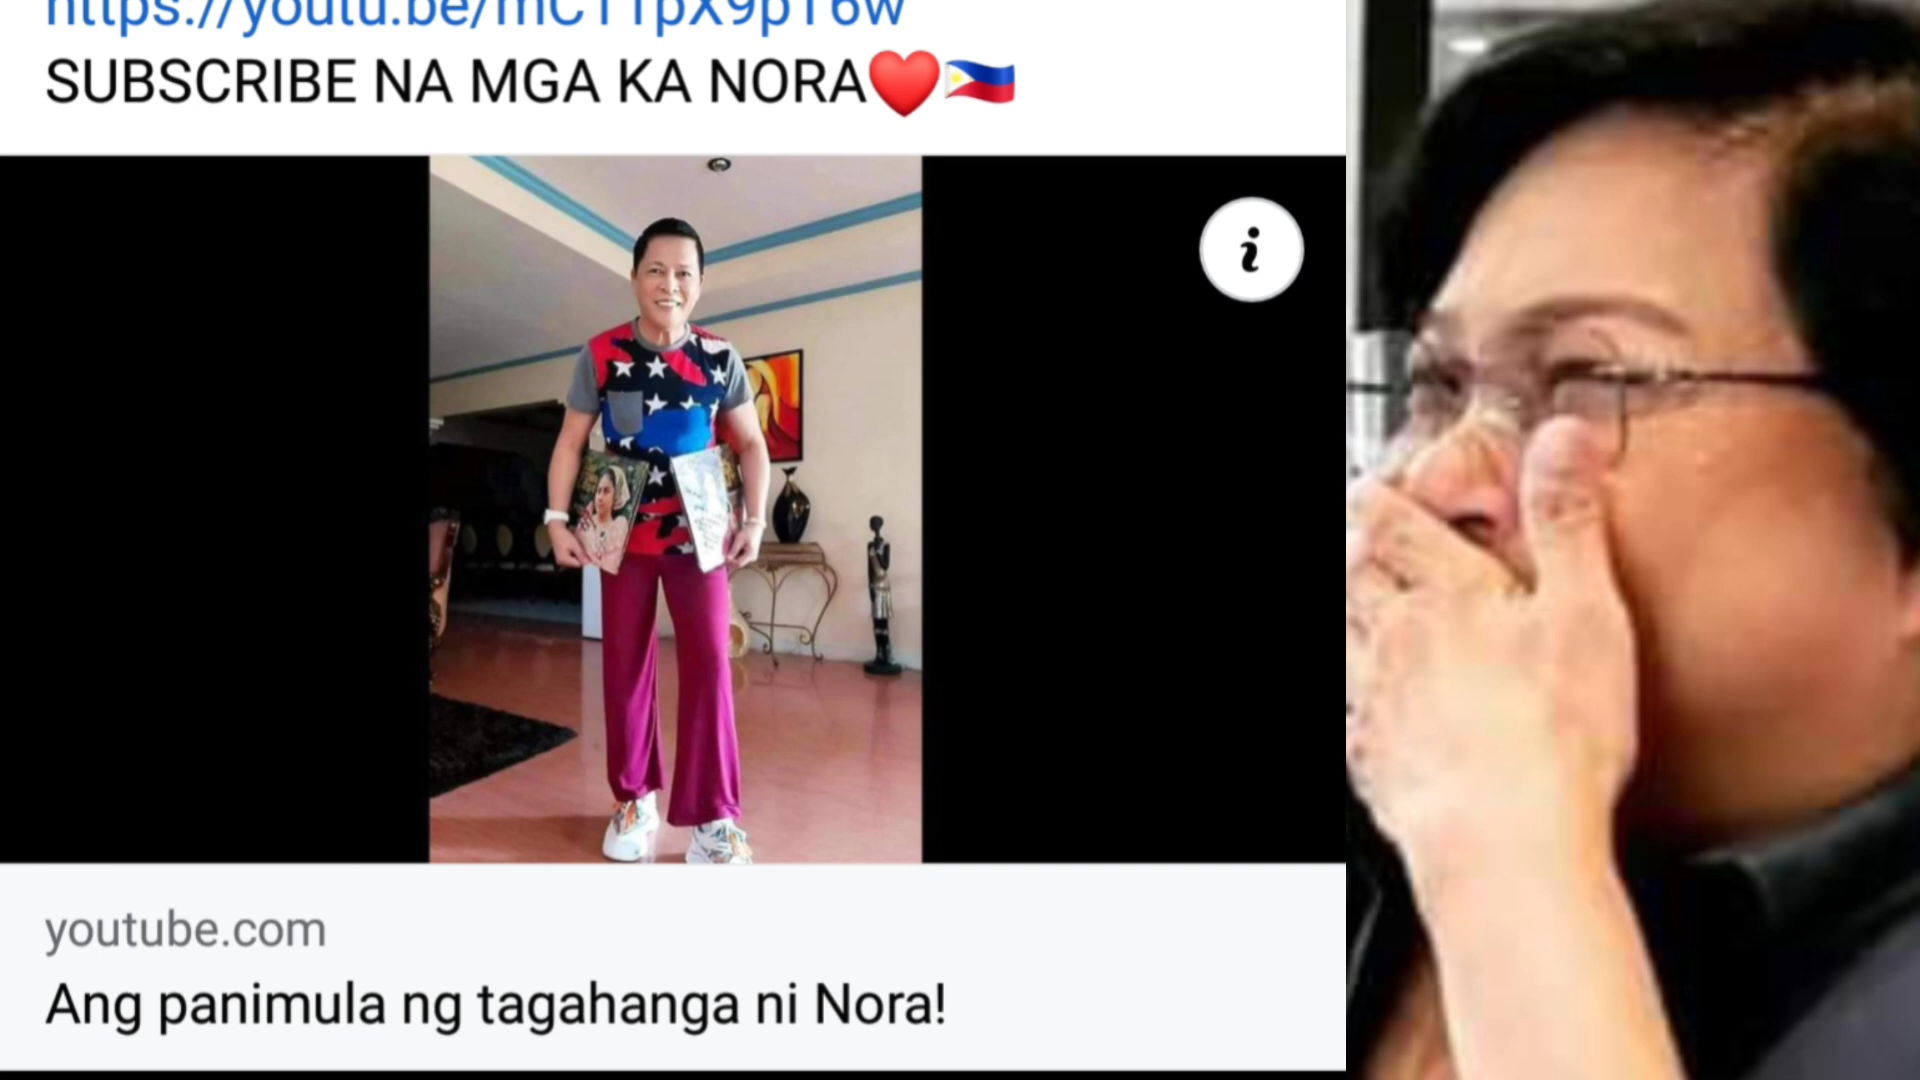 SUBSCRIBE NA MGA KA NORA❤️🇵🇭
youtube.com
Ang panimula ng tagahanga ni Nora!